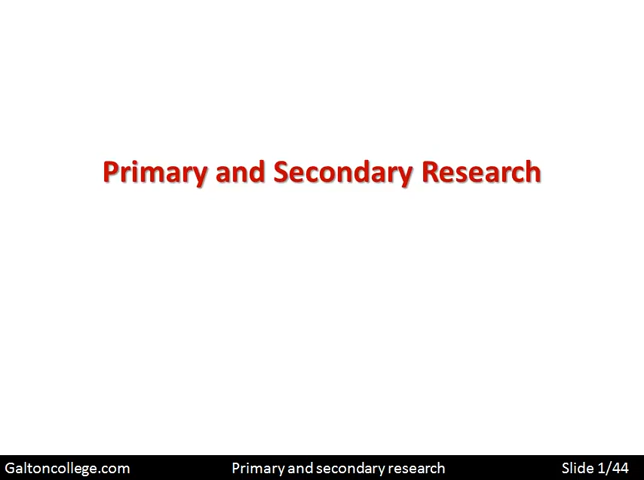 Primary and Secondary Research
Galtoncollege.com
Primary and secondary research
Slide 1/44